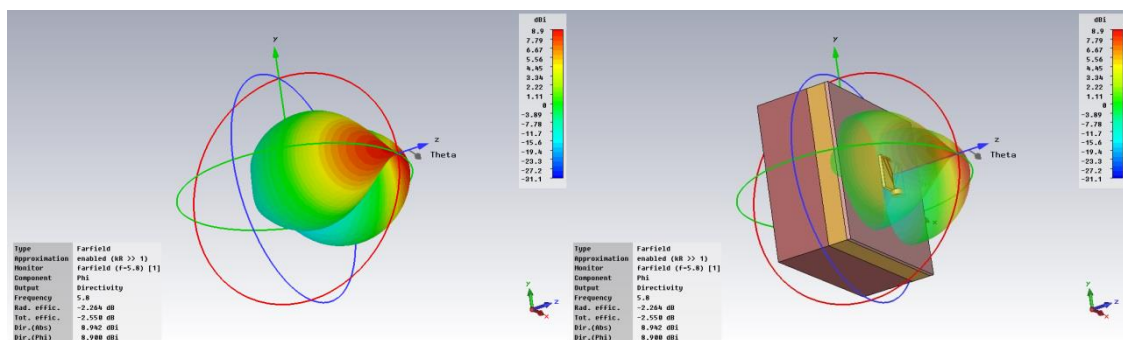 dBi
8.9
7.79
6.67
5.56
4.45
3.34
2.22
1.11
0
-3.89
-7.78
-11.7
-15.6
-19.4
-23.3
-27.2
-31.1
y
z
Theta
Type Farfield
Approximation enabled (kR >> 1)
Monitor Farfield (f=5.8) [1]
Component Phi
Output Directivity
Frequency 5.8
Rad. effic. -2.264 dB
Tot. effic. -2.550 dB
Dir.(Abs) 8.942 dBi
Dir.(Phi) 8.900 dBi
y
z
x
dBi
8.9
7.79
6.67
5.56
4.45
3.34
2.22
1.11
0
-3.89
-7.78
-11.7
-15.6
-19.4
-23.3
-27.2
-31.1
y
z
Theta
Type Farfield
Approximation enabled (kR >> 1)
Monitor Farfield (f=5.8) [1]
Component Phi
Output Directivity
Frequency 5.8
Rad. effic. -2.264 dB
Tot. effic. -2.550 dB
Dir.(Abs) 8.942 dBi
Dir.(Phi) 8.900 dBi
y
z
x